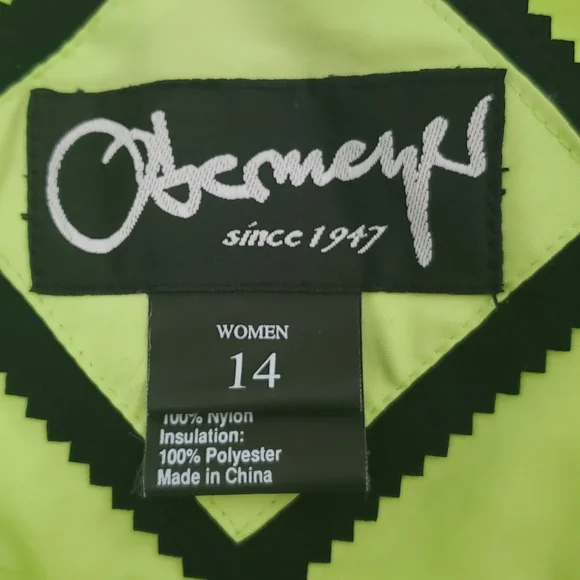 Obermeyer
since 1947
WOMEN
14
100% Nylon
Insulation:
100% Polyester
Made in China